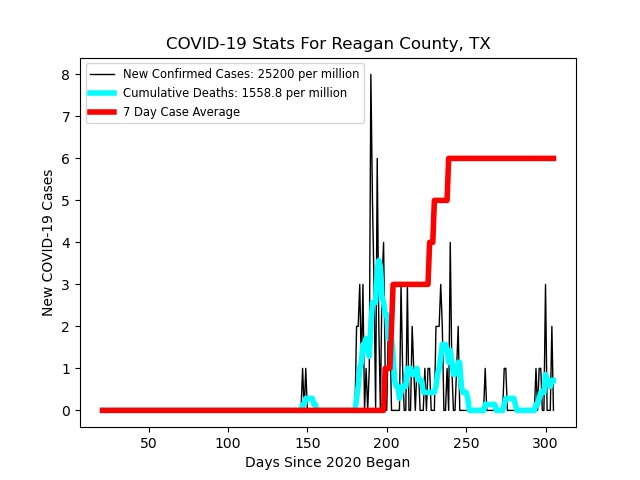 COVID-19 Stats For Reagan County, TX
New Confirmed Cases: 25200 per million
Cumulative Deaths: 1558.8 per million
7 Day Case Average
New COVID-19 Cases
8
7
6
5
4
3
2
1
0
50 100 150 200 250 300
Days Since 2020 Began